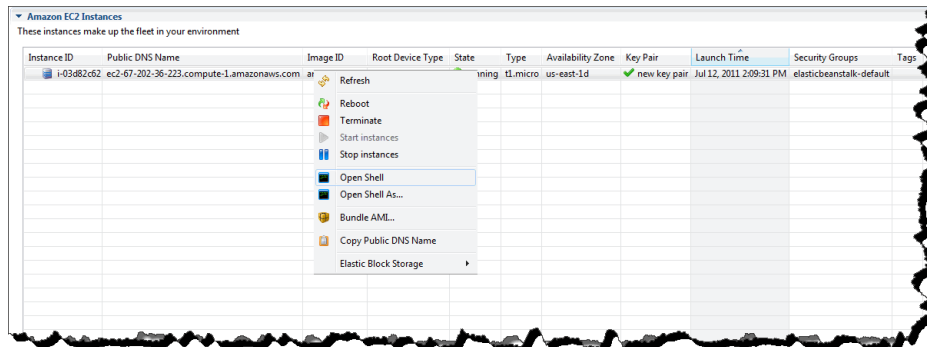 Amazon EC2 Instances
These instances make up the fleet in your environment
Instance ID Public DNS Name Image ID Root Device Type State Type Availability Zone Key Pair Launch Time Security Groups Tags
i-03d82c62 ec2-67-202-36-223.compute-1.amazonaws.com t1.micro us-east-1d new key pair Jul 12, 2011 2:09:31 PM elasticbeanstalk-default
Refresh
Reboot
Terminate
Start instances
Stop instances
Open Shell
Open Shell As...
Bundle AMI...
Copy Public DNS Name
Elastic Block Storage